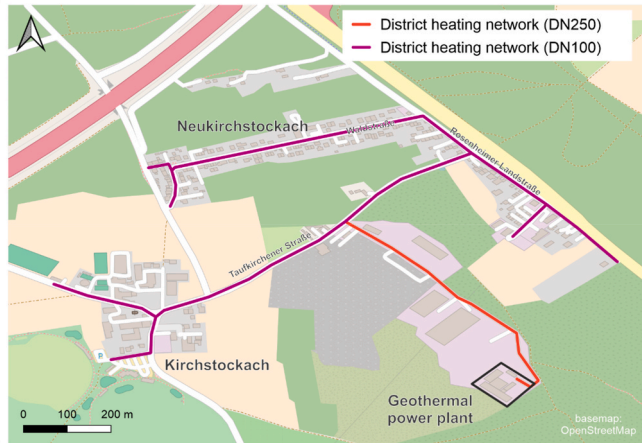 District heating network (DN250)
District heating network (DN100)
Neukirchstockach
Waldstraße
Rosenheimer-Landstraße
Taufkirchener Straße
P
Kirchstockach
Geothermal
power plant
0 100 200 m
basemap:
OpenStreetMap